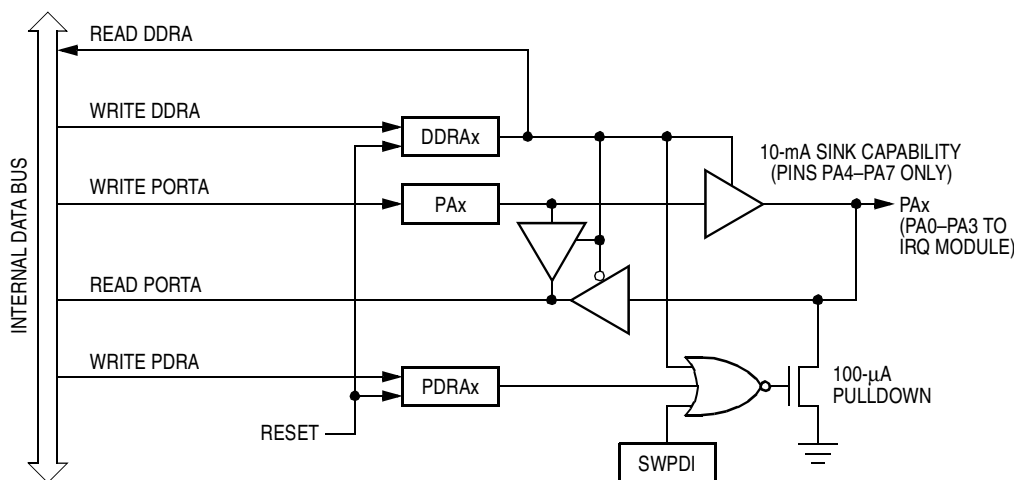 READ DDRA
WRITE DDRA
DDRAx
10-mA SINK CAPABILITY
(PINS PA4–PA7 ONLY)
WRITE PORTA
PAx
PAx
(PA0–PA3 TO
IRQ MODULE)
INTERNAL DATA BUS
READ PORTA
WRITE PDRA
PDRAx
100-μA
PULLDOWN
RESET
SWPDI